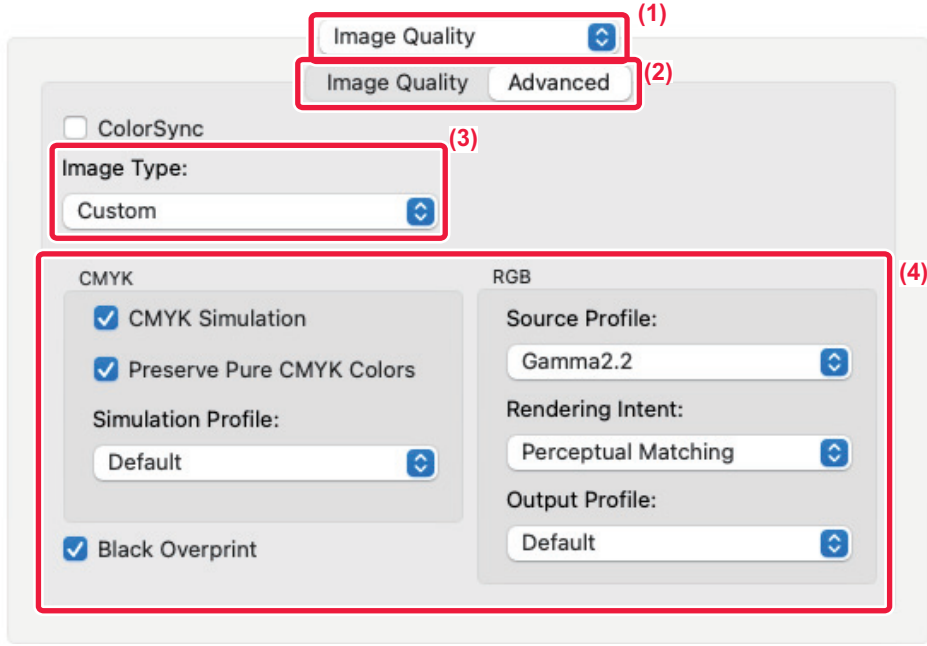 Image Quality
(1)
Image Quality Advanced
(2)
ColorSync
(3)
Image Type:
Custom
(4)
CMYK
CMYK Simulation
Preserve Pure CMYK Colors
Simulation Profile:
Default
Black Overprint
RGB
Source Profile:
Gamma2.2
Rendering Intent:
Perceptual Matching
Output Profile:
Default